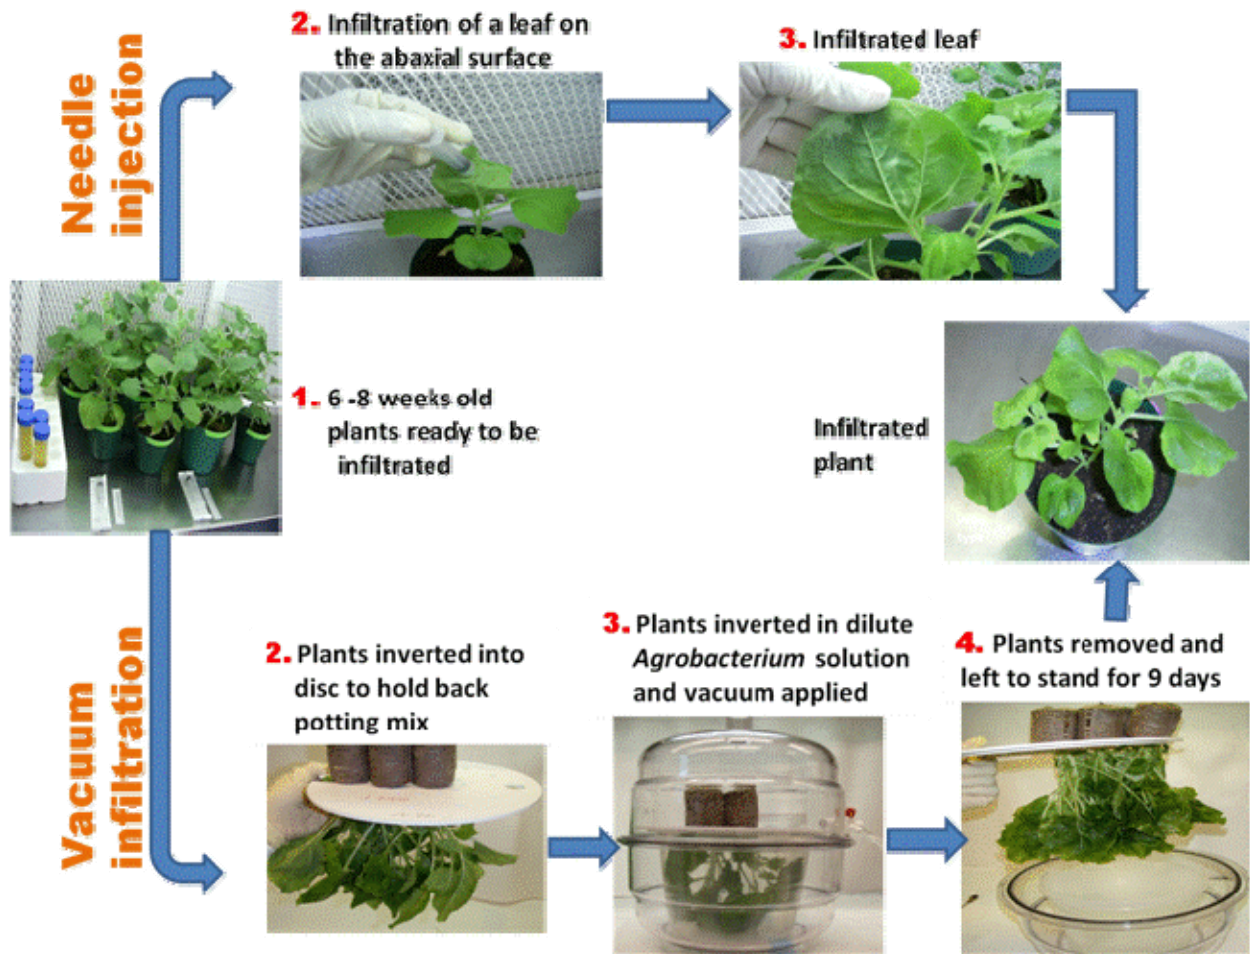 Needle
injection
2. Infiltration of a leaf on
the abaxial surface
3. Infiltrated leaf
1. 6 -8 weeks old
plants ready to be
infiltrated
Infiltrated
plant
Vacuum
infiltration
2. Plants inverted into
disc to hold back
potting mix
3. Plants inverted in dilute
Agrobacterium solution
and vacuum applied
4. Plants removed and
left to stand for 9 days